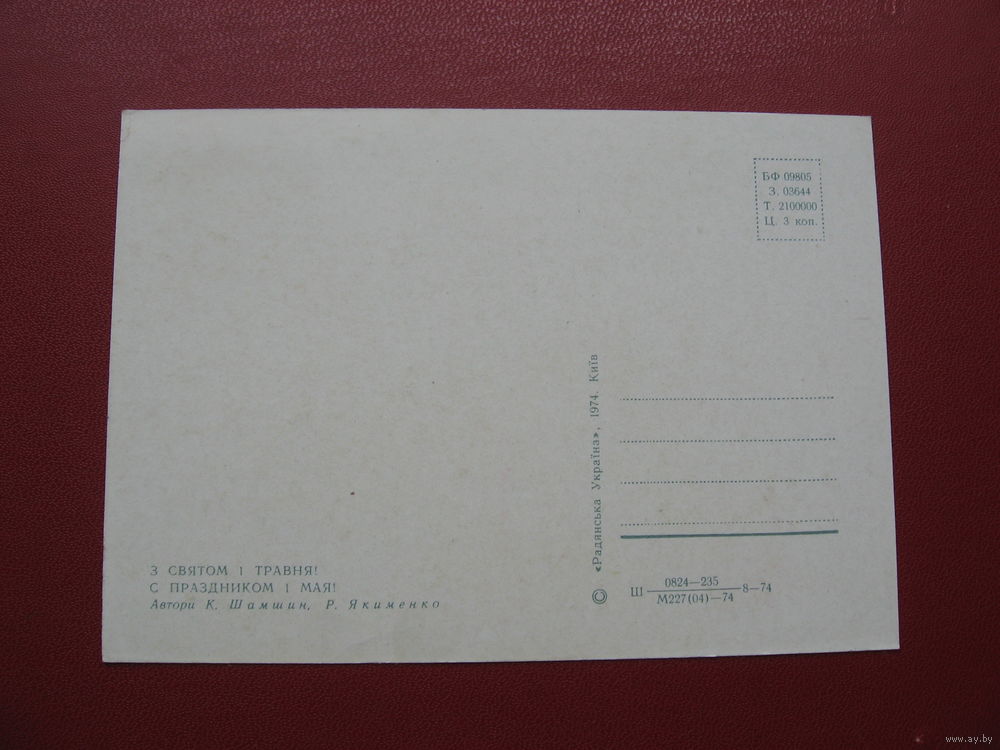 БФ 09805
З. 03644
Т. 2100000
Ц. 3 коп.
З СВЯТОМ 1 ТРАВНЯ!
С ПРАЗДНИКОМ 1 МАЯ!
Автори К. Шамшин, Р. Якименко
© «Радянська Україна», 1974. Київ
Ш 0824—235
М227(04)—74 8—74
www.ay.by